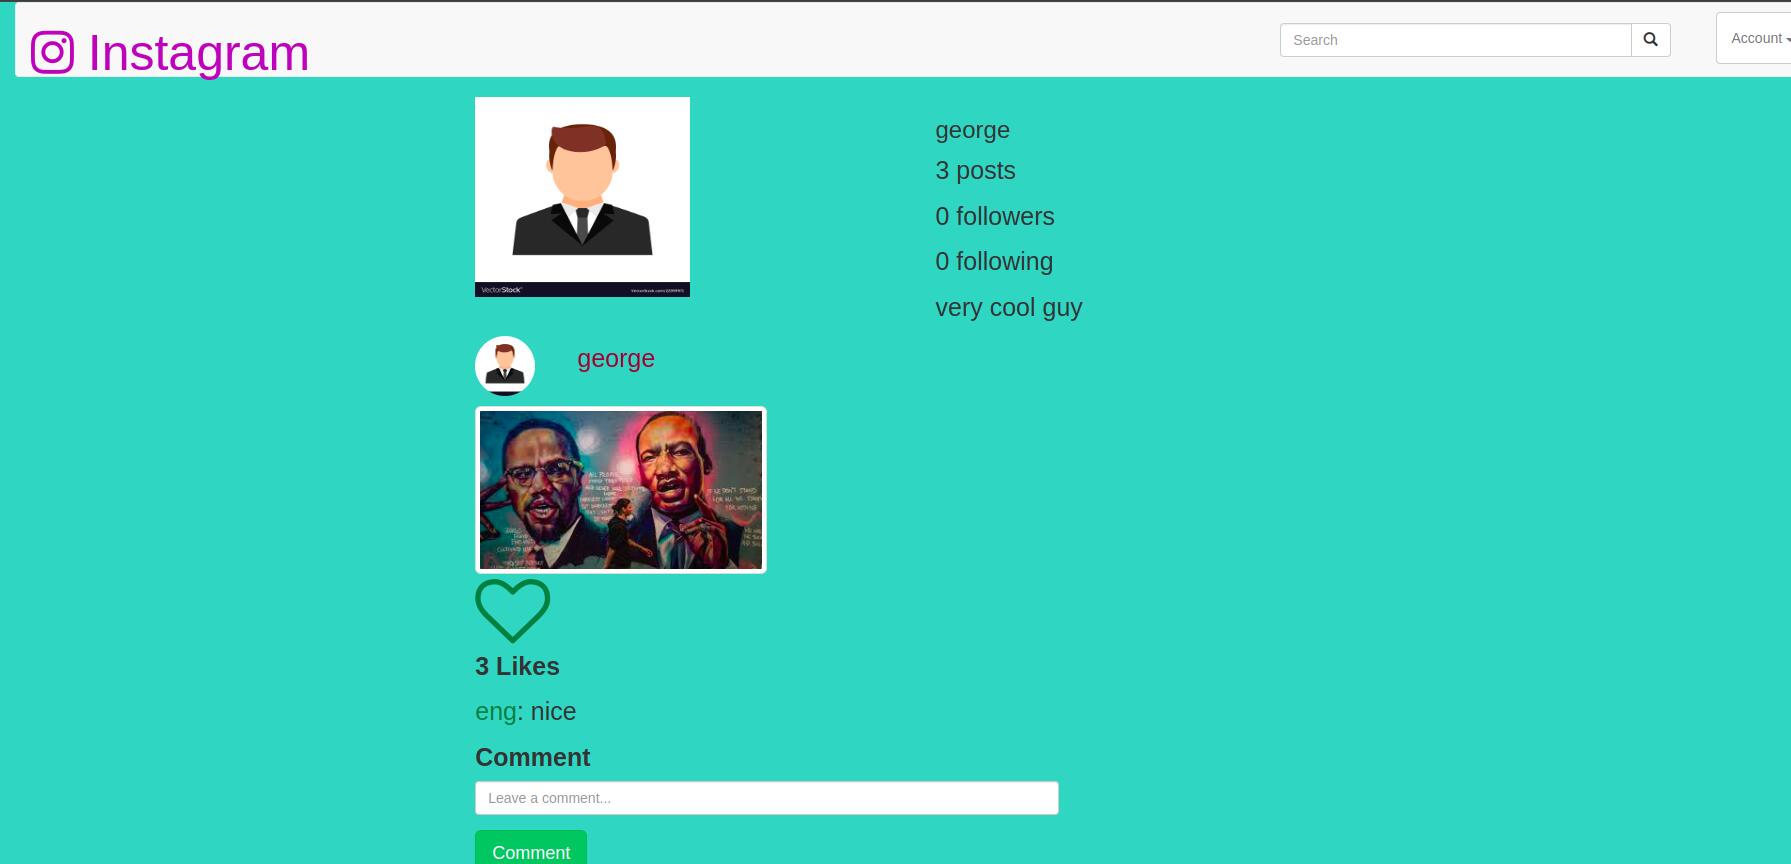 Instagram
Search
Account
VectorStock
george
3 posts
0 followers
0 following
very cool guy
george
3 Likes
eng: nice
Comment
Leave a comment...
Comment